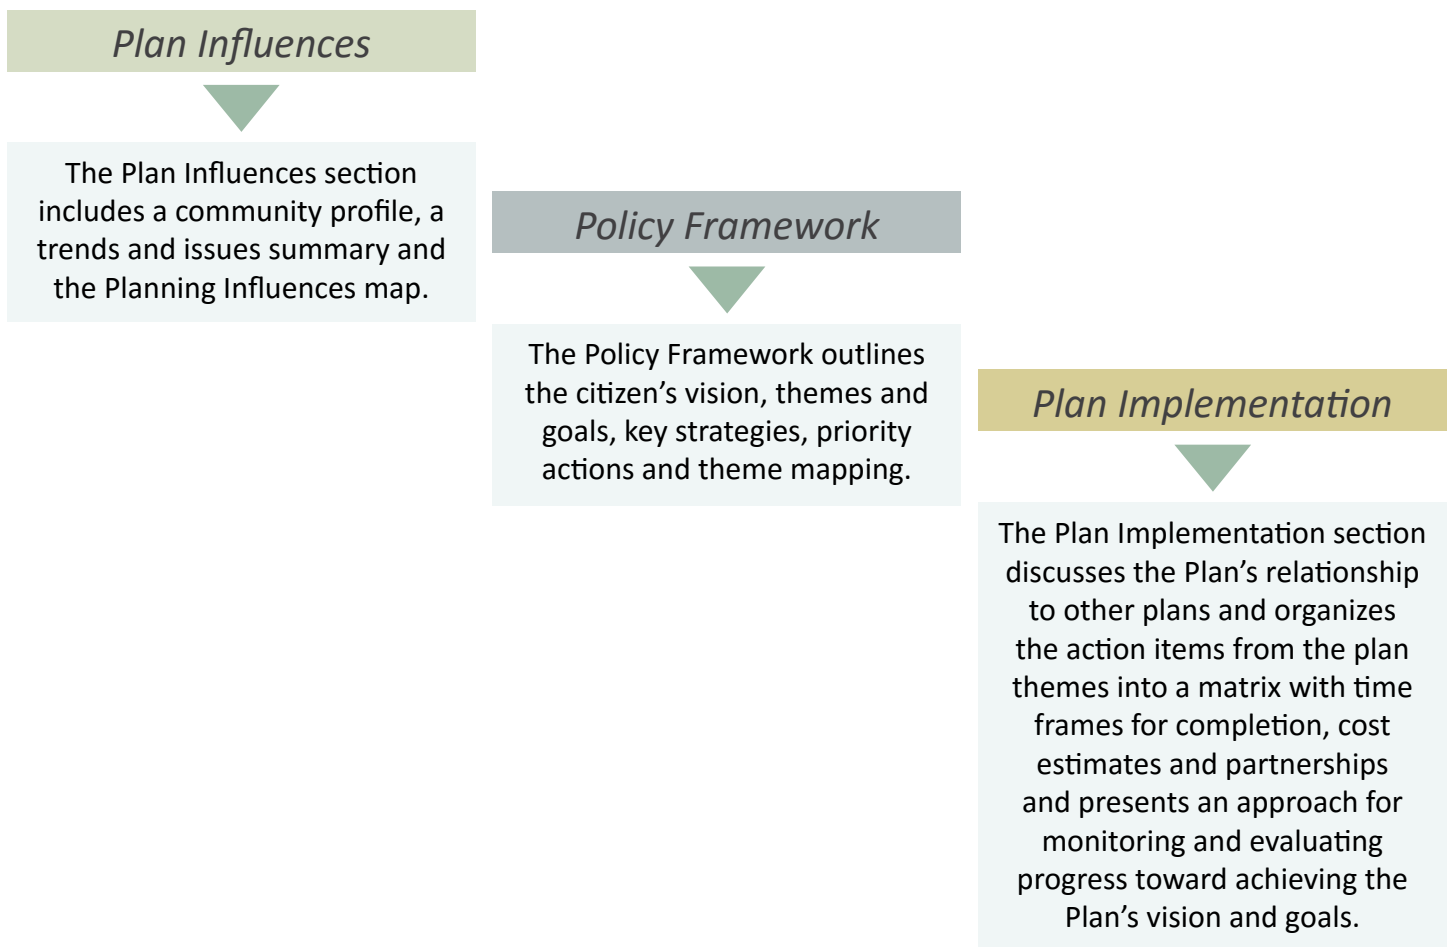 Plan Influences
The Plan Influences section
includes a community profile, a
trends and issues summary and
the Planning Influences map.
Policy Framework
The Policy Framework outlines
the citizen’s vision, themes and
goals, key strategies, priority
actions and theme mapping.
Plan Implementation
The Plan Implementation section
discusses the Plan’s relationship
to other plans and organizes
the action items from the plan
themes into a matrix with time
frames for completion, cost
estimates and partnerships
and presents an approach for
monitoring and evaluating
progress toward achieving the
Plan’s vision and goals.